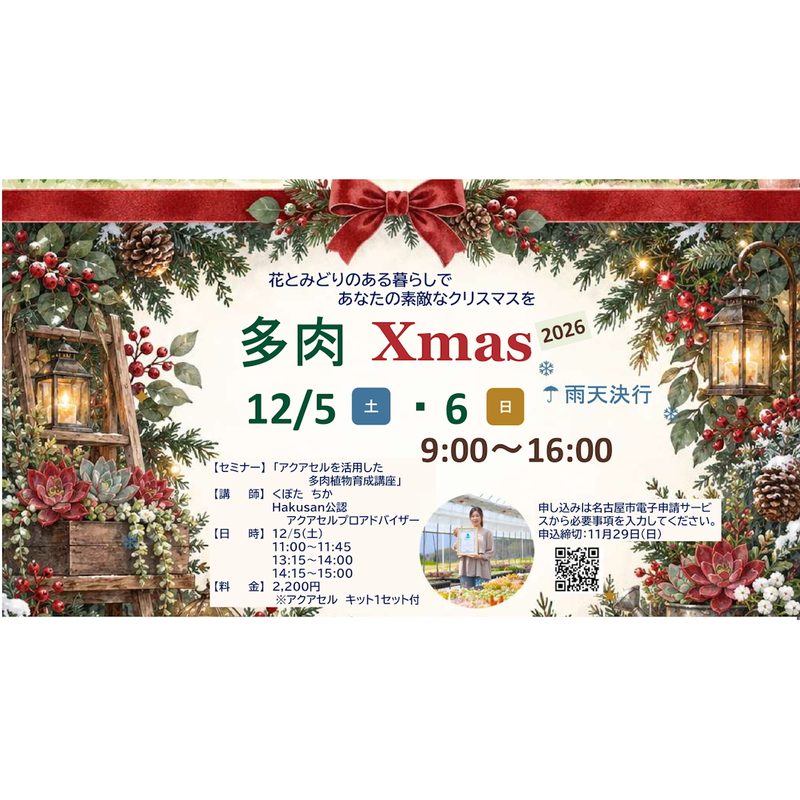 花とみどりのある暮らしで
あなたの素敵なクリスマスを
多肉 Xmas 2026
12/5 土 ・ 6 日
雨天決行
9:00～16:00
【セミナー】「アクアセルを活用した
多肉植物育成講座」
【講　師】くぼた ちか
Hakusan公認
アクアセルプロアドバイザー
【日　時】12/5(土)
11:00～11:45
13:15～14:00
14:15～15:00
【料　金】2,200円
※アクアセル キット1セット付
申し込みは名古屋市電子申請サービ
スから必要事項を入力してください。
申込締切:11月29日(日)